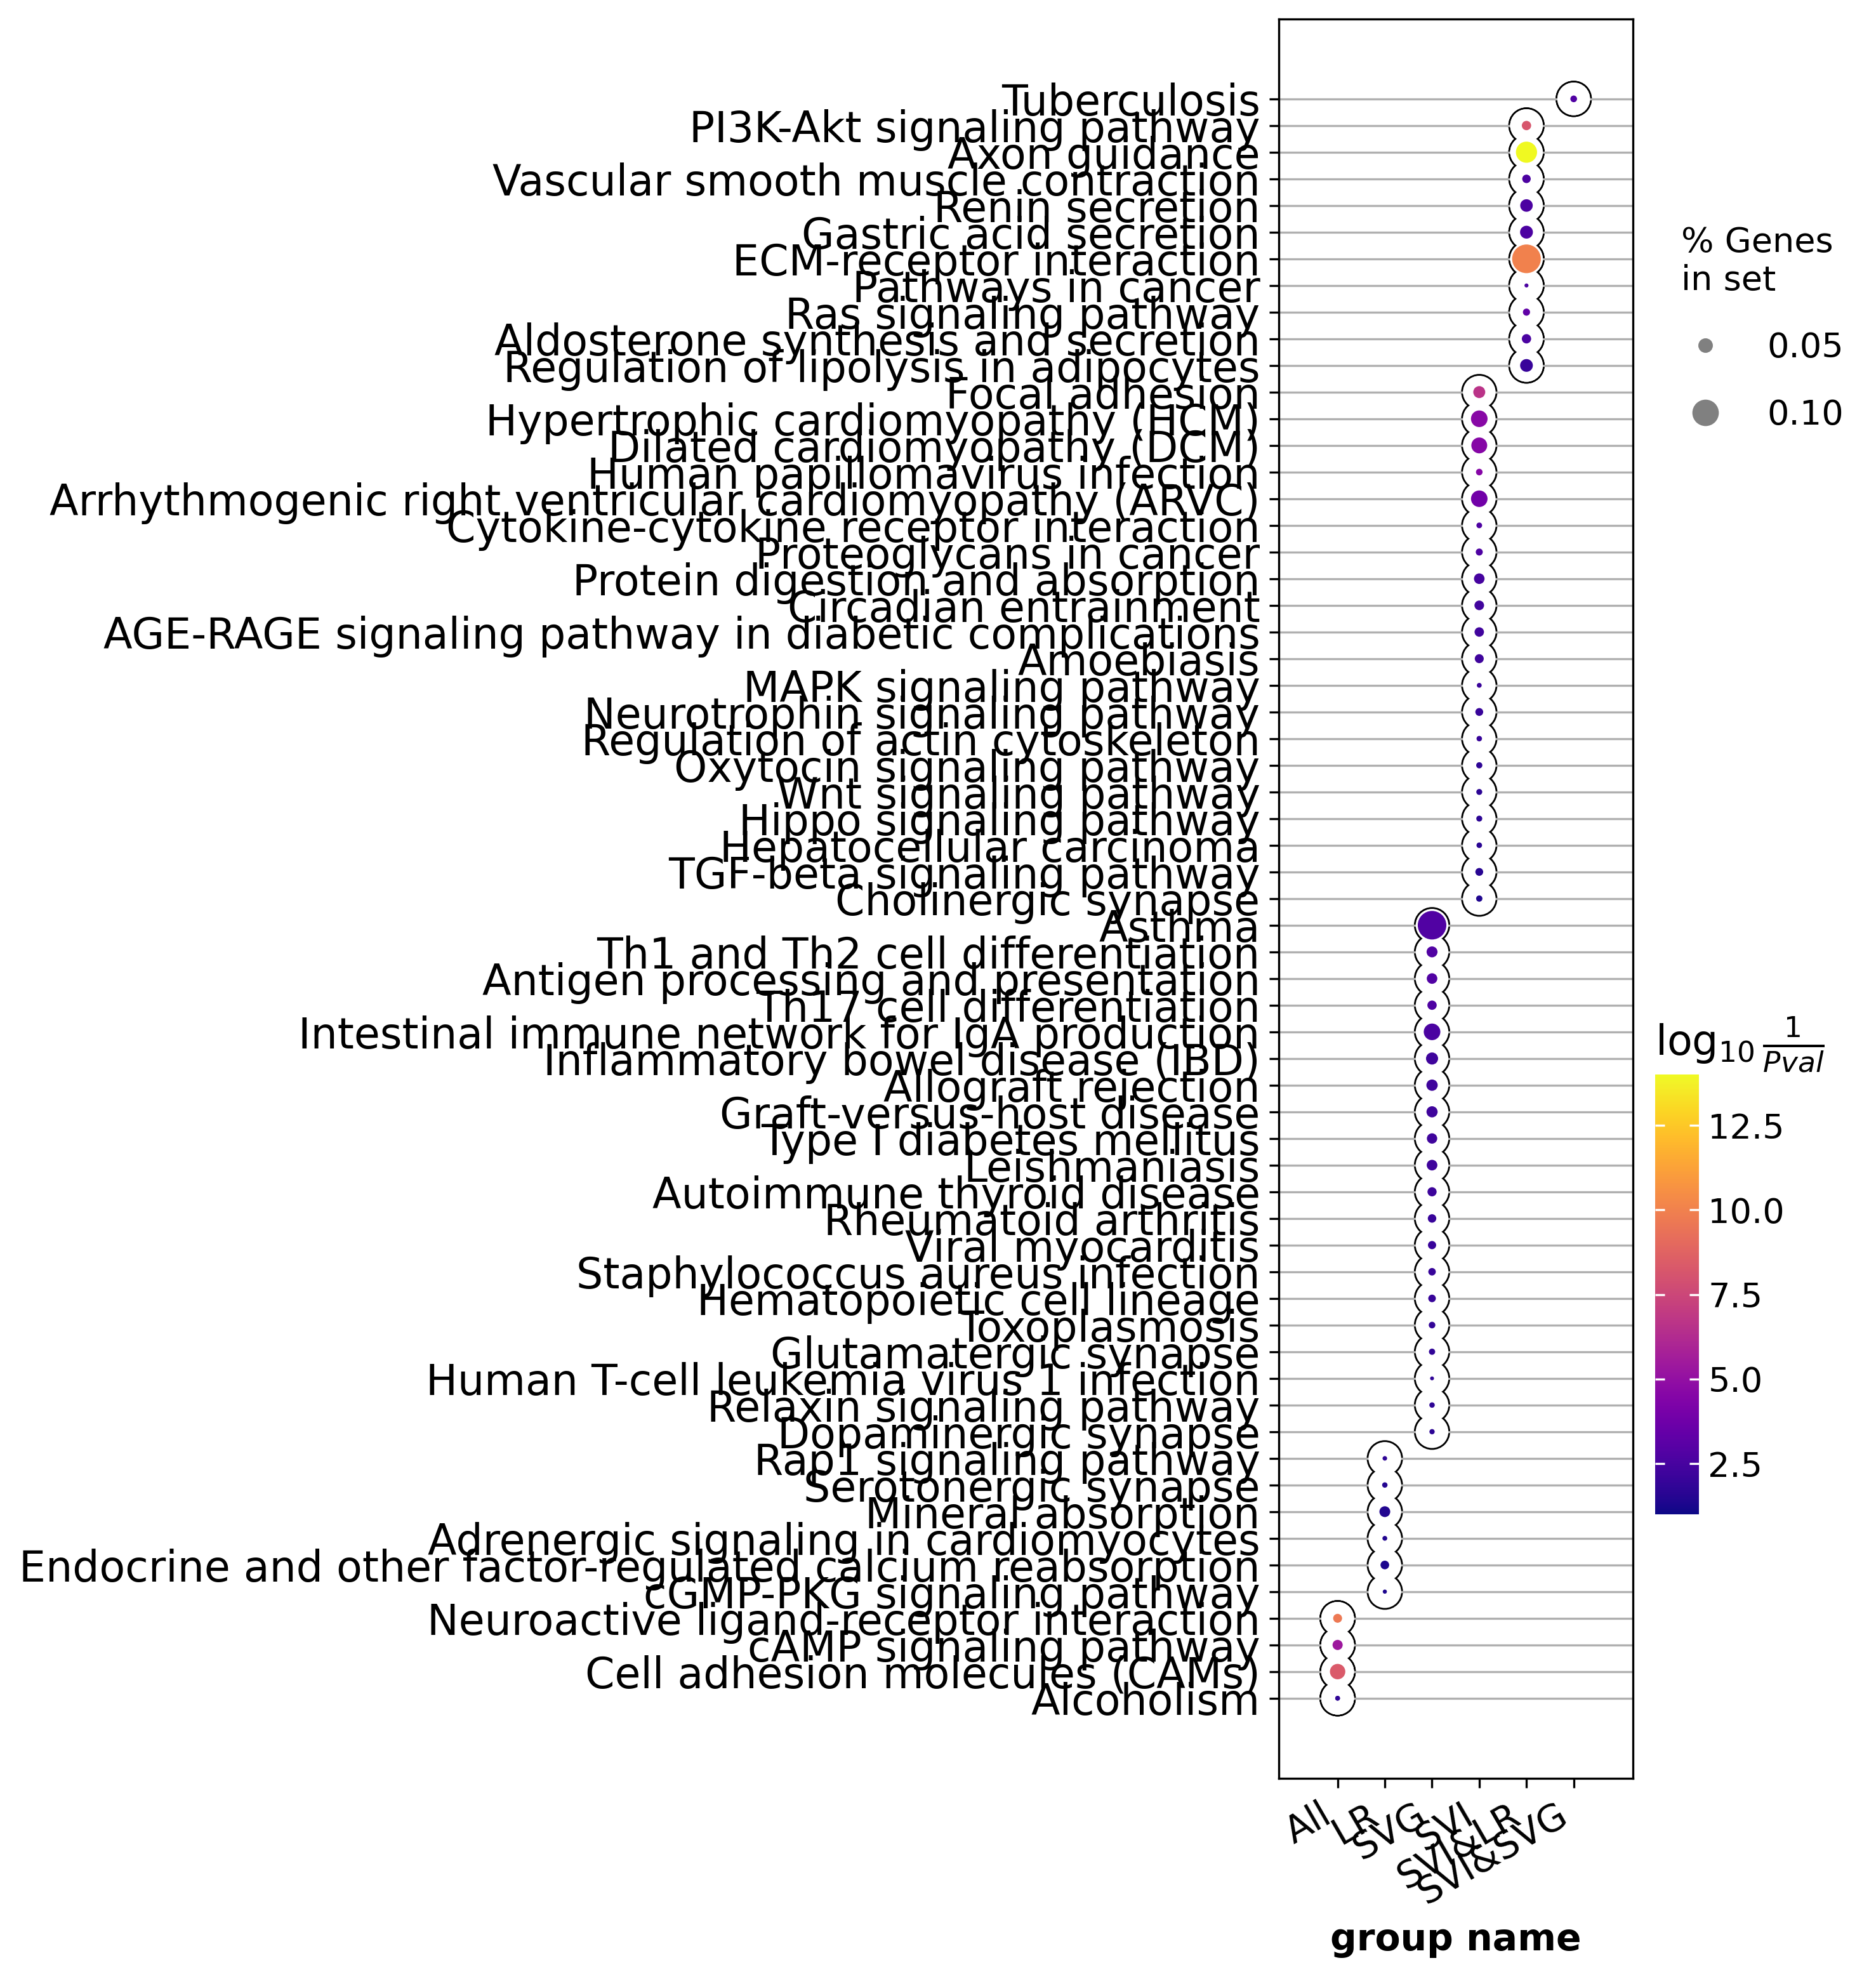 Tuberculosis
PI3K-Akt signaling pathway
Axon guidance
Vascular smooth muscle contraction
Renin secretion
Gastric acid secretion
ECM-receptor interaction
Pathways in cancer
Ras signaling pathway
Aldosterone synthesis and secretion
Regulation of lipolysis in adipocytes
Focal adhesion
Hypertrophic cardiomyopathy (HCM)
Dilated cardiomyopathy (DCM)
Human papillomavirus infection
Arrhythmogenic right ventricular cardiomyopathy (ARVC)
Cytokine-cytokine receptor interaction
Proteoglycans in cancer
Protein digestion and absorption
Circadian entrainment
AGE-RAGE signaling pathway in diabetic complications
Amoebiasis
MAPK signaling pathway
Neurotrophin signaling pathway
Regulation of actin cytoskeleton
Oxytocin signaling pathway
Wnt signaling pathway
Hippo signaling pathway
Hepatocellular carcinoma
TGF-beta signaling pathway
Cholinergic synapse
Asthma
Th1 and Th2 cell differentiation
Antigen processing and presentation
Th17 cell differentiation
Intestinal immune network for IgA production
Inflammatory bowel disease (IBD)
Allograft rejection
Graft-versus-host disease
Type I diabetes mellitus
Leishmaniasis
Autoimmune thyroid disease
Rheumatoid arthritis
Viral myocarditis
Staphylococcus aureus infection
Hematopoietic cell lineage
Toxoplasmosis
Glutamatergic synapse
Human T-cell leukemia virus 1 infection
Relaxin signaling pathway
Dopaminergic synapse
Rap1 signaling pathway
Serotonergic synapse
Mineral absorption
Adrenergic signaling in cardiomyocytes
Endocrine and other factor-regulated calcium reabsorption
cGMP-PKG signaling pathway
Neuroactive ligand-receptor interaction
cAMP signaling pathway
Cell adhesion molecules (CAMs)
Alcoholism
All
LR
SVG
SVI
SVI&LR
SVI&SVG
group name
% Genes
in set
0.05
0.10
log10 1/Pval
12.5
10.0
7.5
5.0
2.5